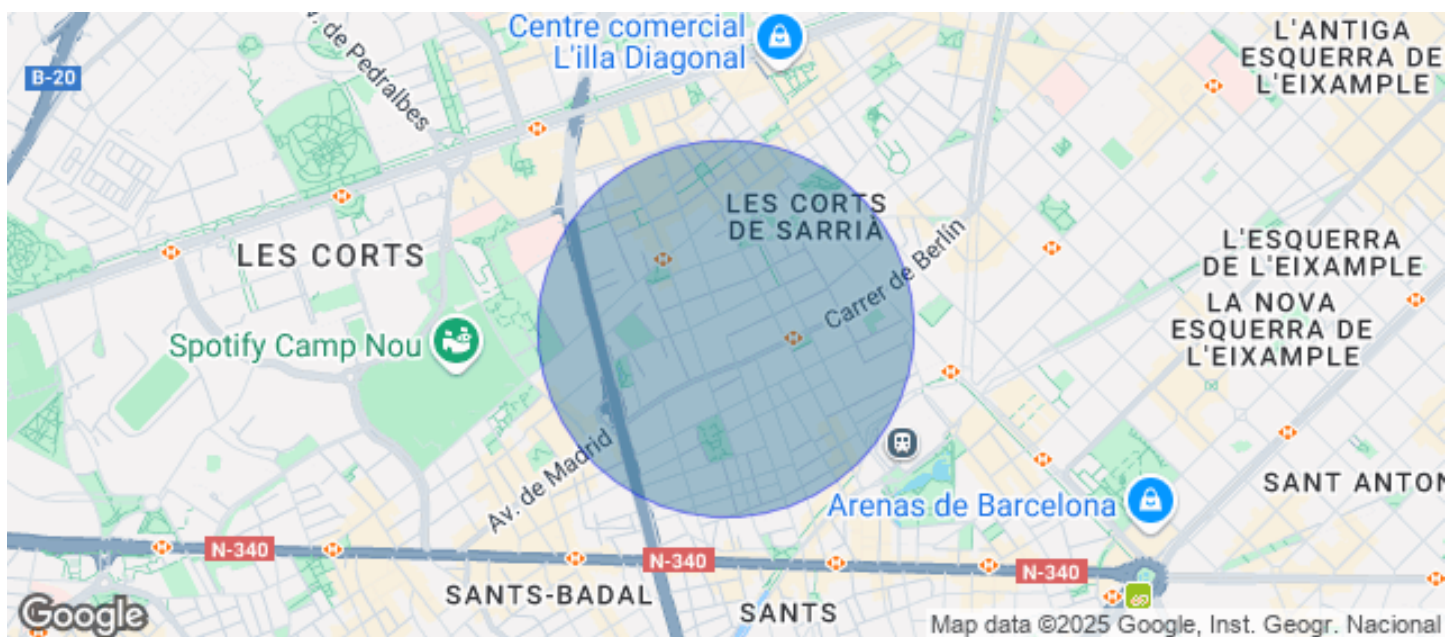 Centre comercial
L'illa Diagonal
L'ANTIGA
ESQUERRA DE
L'EIXAMPLE
B-20
v. de Pedralbes
LES CORTS
DE SARRIÀ
LES CORTS
Carrer de Berlín
L'ESQUERRA
DE L'EIXAMPLE
LA NOVA
ESQUERRA DE
L'EIXAMPLE
Spotify Camp Nou
Av. de Madrid
SANT ANTON
Arenas de Barcelona
N-340
N-340
N-340
SANTS-BADAL
SANTS
Google
Map data ©2025 Google, Inst. Geogr. Nacional